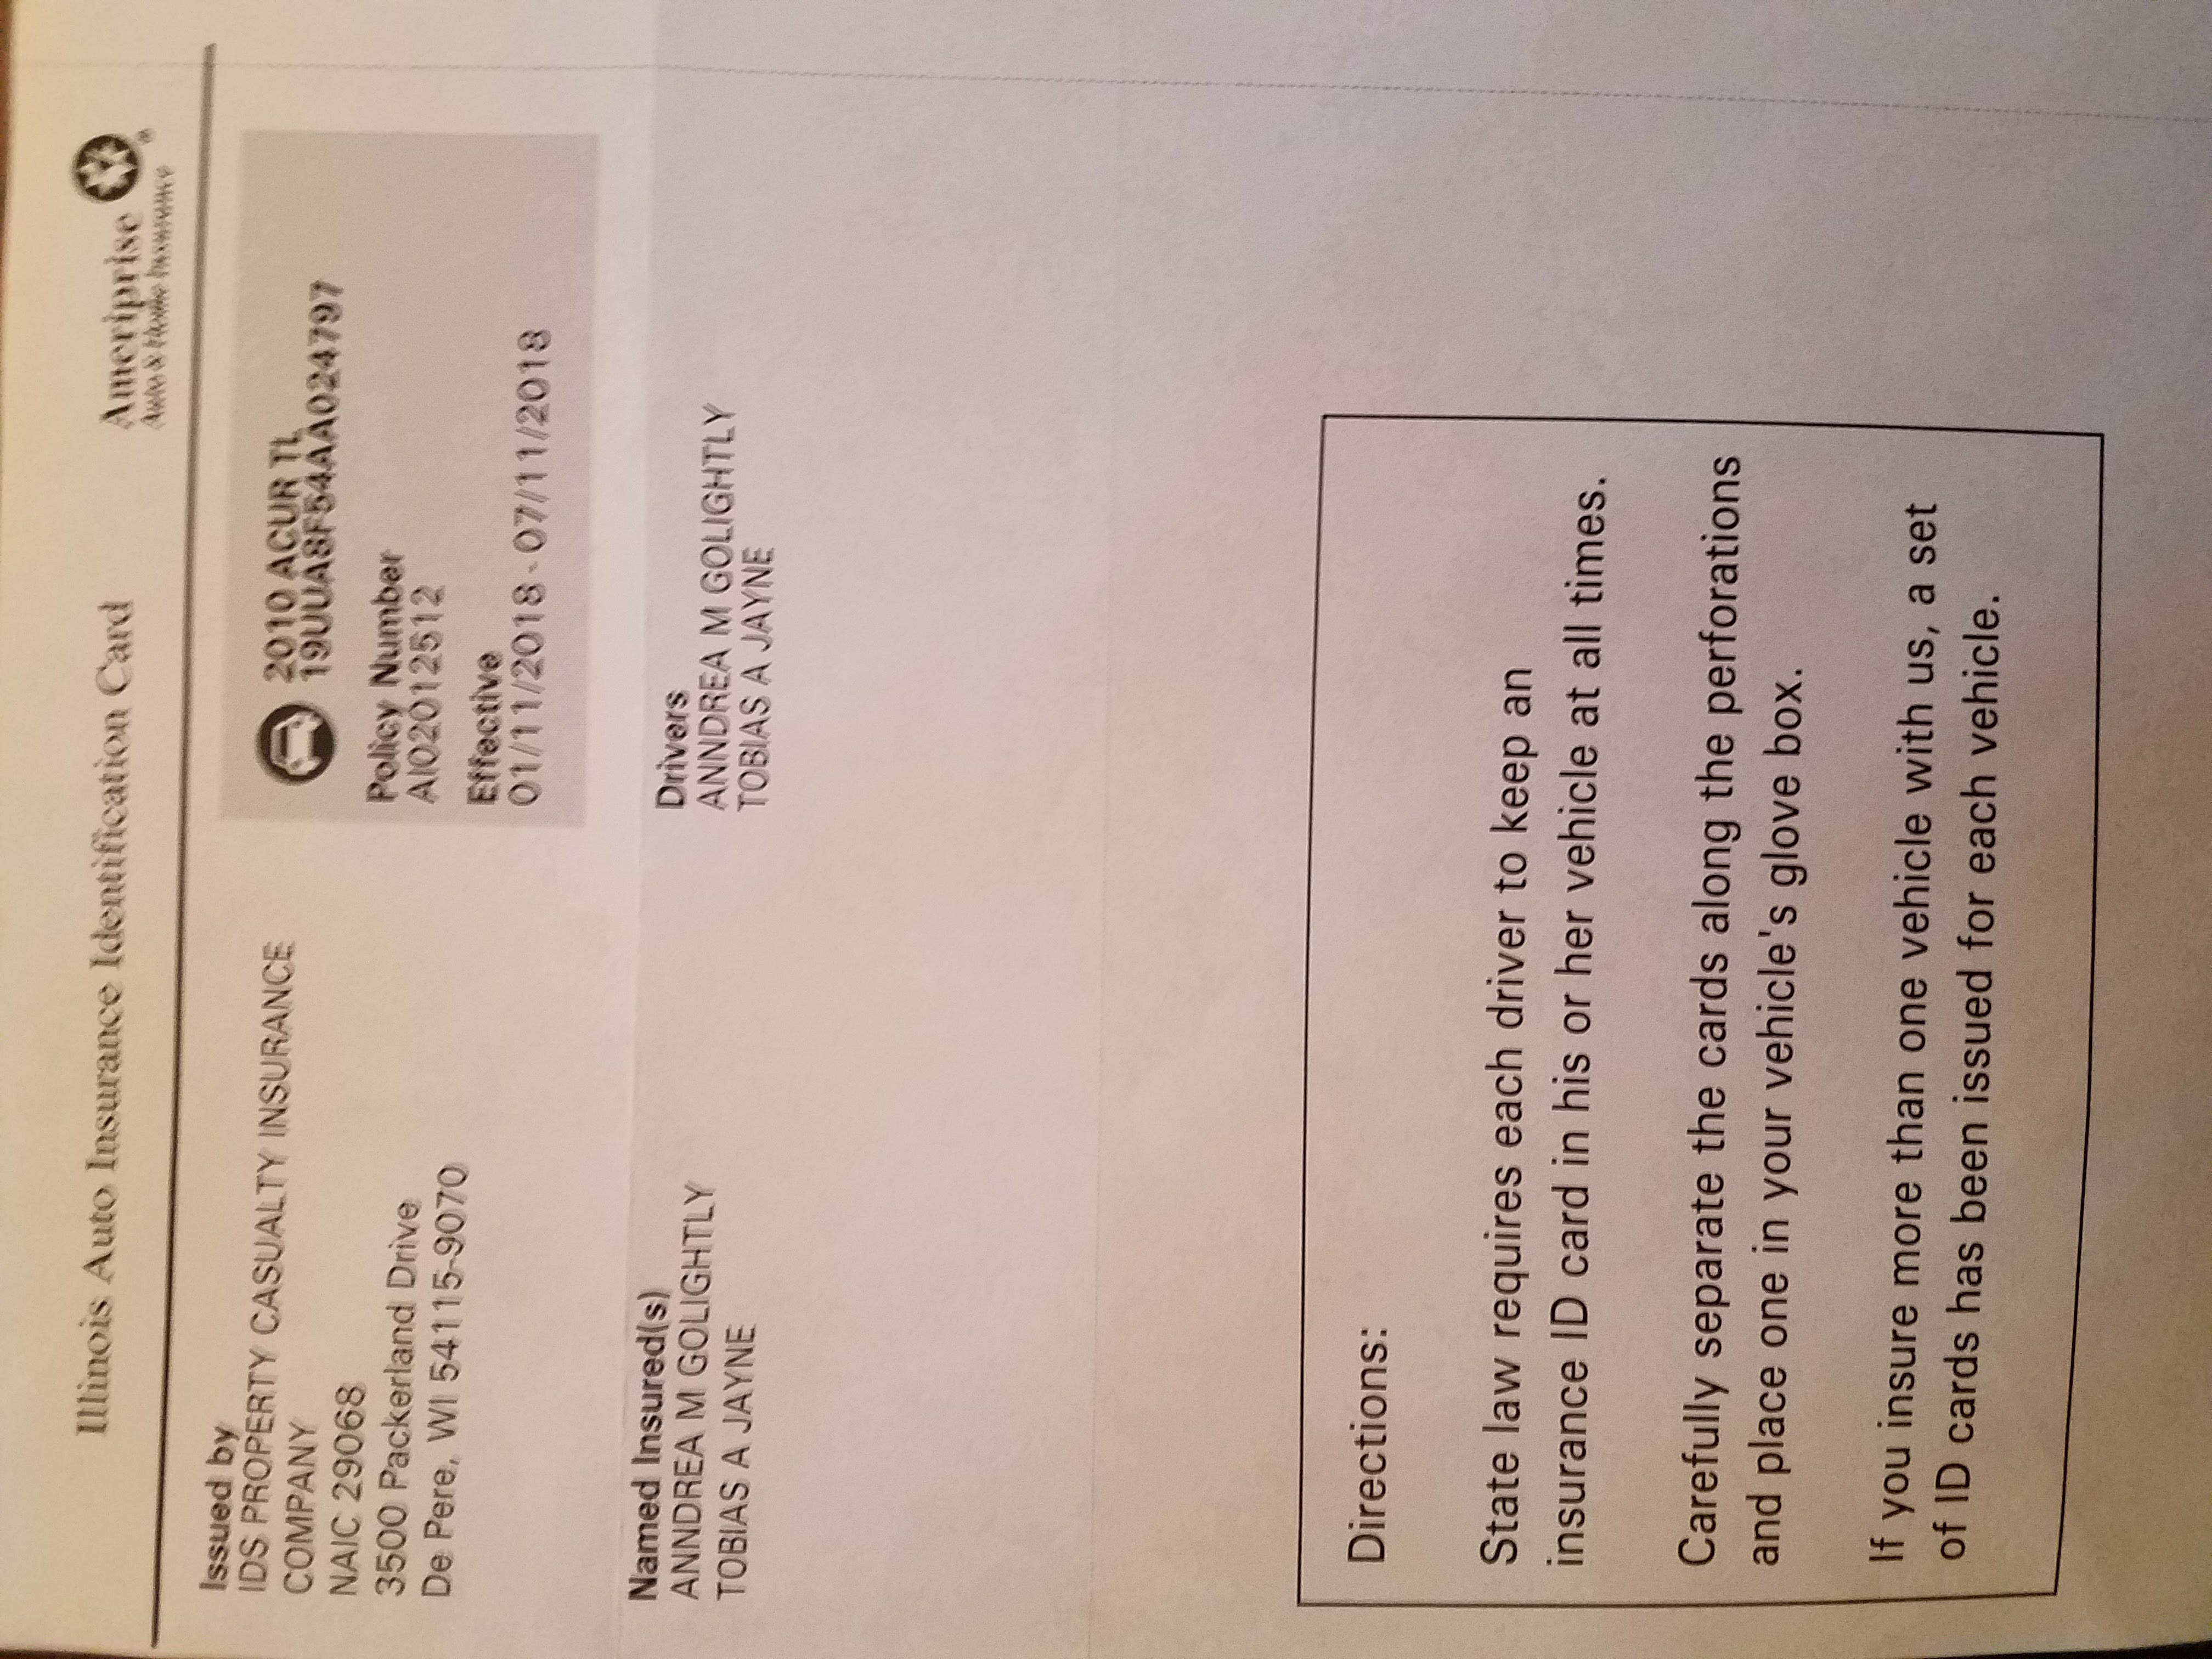 Illinois Auto Insurance Identification Card
Ameriprise
Auto & Home Insurance
®
Issued by
IDS PROPERTY CASUALTY INSURANCE
COMPANY
NAIC 29068
3500 Packerland Drive
De Pere, WI 54115-9070
2010 ACUR TL
19UUA8F54AA024797
Policy Number
AI02012512
Effective
01/11/2018 - 07/11/2018
Named Insured(s)
ANNDREA M GOLIGHTLY
TOBIAS A JAYNE
Drivers
ANNDREA M GOLIGHTLY
TOBIAS A JAYNE
Directions:
State law requires each driver to keep an
insurance ID card in his or her vehicle at all times.
Carefully separate the cards along the perforations
and place one in your vehicle's glove box.
If you insure more than one vehicle with us, a set
of ID cards has been issued for each vehicle.